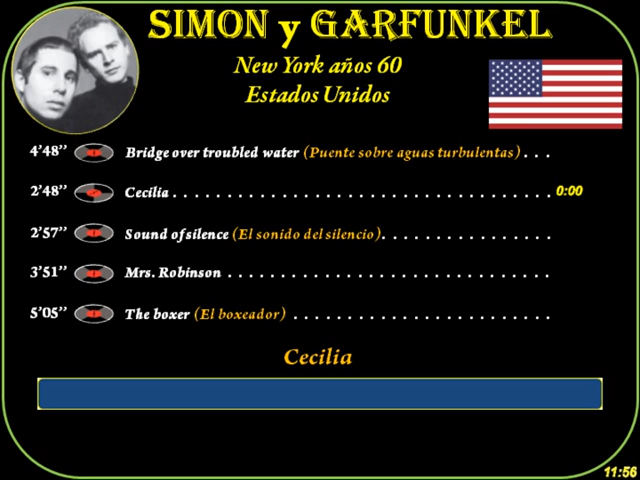 SIMON y GARFUNKEL
New York años 60
Estados Unidos
4’48’’ Bridge over troubled water (Puente sobre aguas turbulentas) . . .
2’48’’ Cecilia . . . . . . . . . . . . . . . . . . . . . . . . . . . . . . . . . . . 0:00
2’57’’ Sound of silence (El sonido del silencio). . . . . . . . . . . . . . . .
3’51’’ Mrs. Robinson . . . . . . . . . . . . . . . . . . . . . . . . . . . . . .
5’05’’ The boxer (El boxeador) . . . . . . . . . . . . . . . . . . . . . . . .
Cecilia
11:56